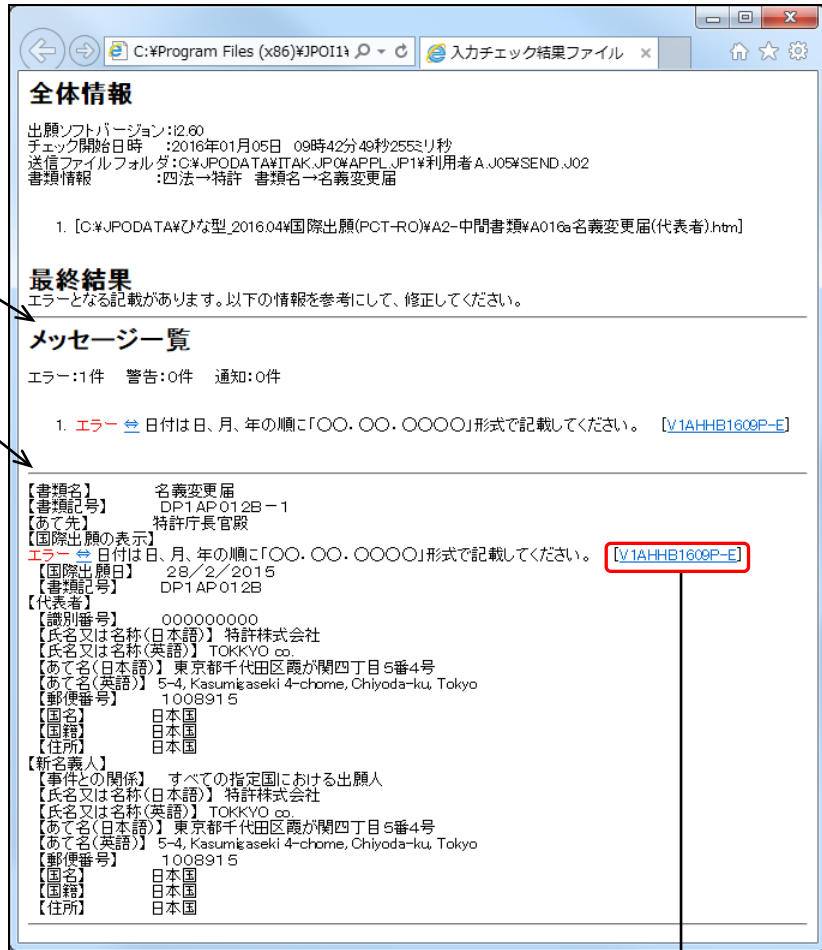 C:¥Program Files (x86)¥JPOI1¥
入力チェック結果ファイル
全体情報
出願ソフトバージョン:i2.60
チェック開始日時 :2016年01月05日 09時42分49秒255ミリ秒
送信ファイルフォルダ:C:¥JPODATA¥ITAK.JP0¥APPL.JP1¥利用者A.J05¥SEND.J02
書類情報 :四法→特許 書類名→名義変更届
1. [C:¥JPODATA¥ひな型_201604¥国際出願(PCT-RO)¥A2-中間書類¥A016a名義変更届(代表者).htm]
最終結果
エラーとなる記載があります。以下の情報を参考にして、修正してください。
メッセージ一覧
エラー:1件 警告:0件 通知:0件
1. エラー ⇔ 日付は日、月、年の順に「〇〇.〇〇.〇〇〇〇」形式で記載してください。 [V1AHHB1609P-E]
【書類名】 名義変更届
【書類記号】 DP1AP012B-1
【あて先】 特許庁長官殿
【国際出願の表示】
エラー ⇔ 日付は日、月、年の順に「〇〇.〇〇.〇〇〇〇」形式で記載してください。 [V1AHHB1609P-E]
【国際出願日】 28/2/2015
【書類記号】 DP1AP012B
【代表者】
【識別番号】 000000000
【氏名又は名称(日本語)】 特許株式会社
【氏名又は名称(英語)】 TOKKYO co.
【あて名(日本語)】 東京都千代田区霞が関四丁目5番4号
【あて名(英語)】 5-4, Kasumigaseki 4-chome, Chiyoda-ku, Tokyo
【郵便番号】 1008915
【国名】 日本国
【国籍】 日本国
【住所】 日本国
【新名義人】
【事件との関係】 すべての指定国における出願人
【氏名又は名称(日本語)】 特許株式会社
【氏名又は名称(英語)】 TOKKYO co.
【あて名(日本語)】 東京都千代田区霞が関四丁目5番4号
【あて名(英語)】 5-4, Kasumigaseki 4-chome, Chiyoda-ku, Tokyo
【郵便番号】 1008915
【国名】 日本国
【国籍】 日本国
【住所】 日本国